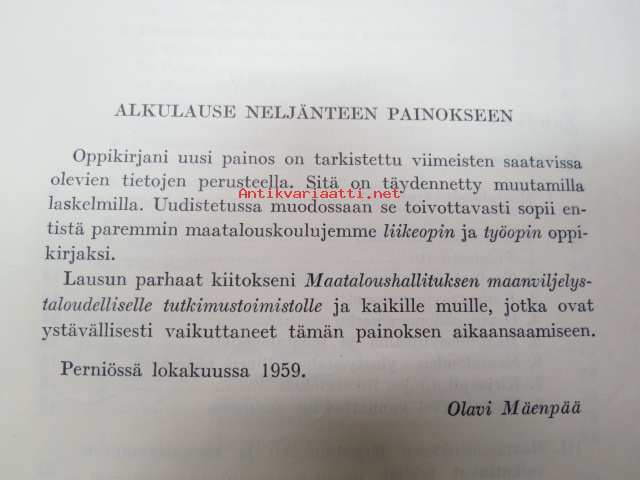 ALKULAUSE NELJÄNTEEN PAINOKSEEN
Oppikirjani uusi painos on tarkistettu viimeisten saatavissa
olevien tietojen perusteella. Sitä on täydennetty muutamilla
Antikvariaatti.net
laskelmilla. Uudistetussa muodossaan se toivottavasti sopii en-
tistä paremmin maatalouskoulujemme liikeopin ja työopin oppi-
kirjaksi.
Lausun parhaat kiitokseni Maataloushallituksen maanviljelys-
taloudelliselle tutkimustoimistolle ja kaikille muille, jotka ovat
ystävällisesti vaikuttaneet tämän painoksen aikaansaamiseen.
Perniössä lokakuussa 1959.
Olavi Mäenpää